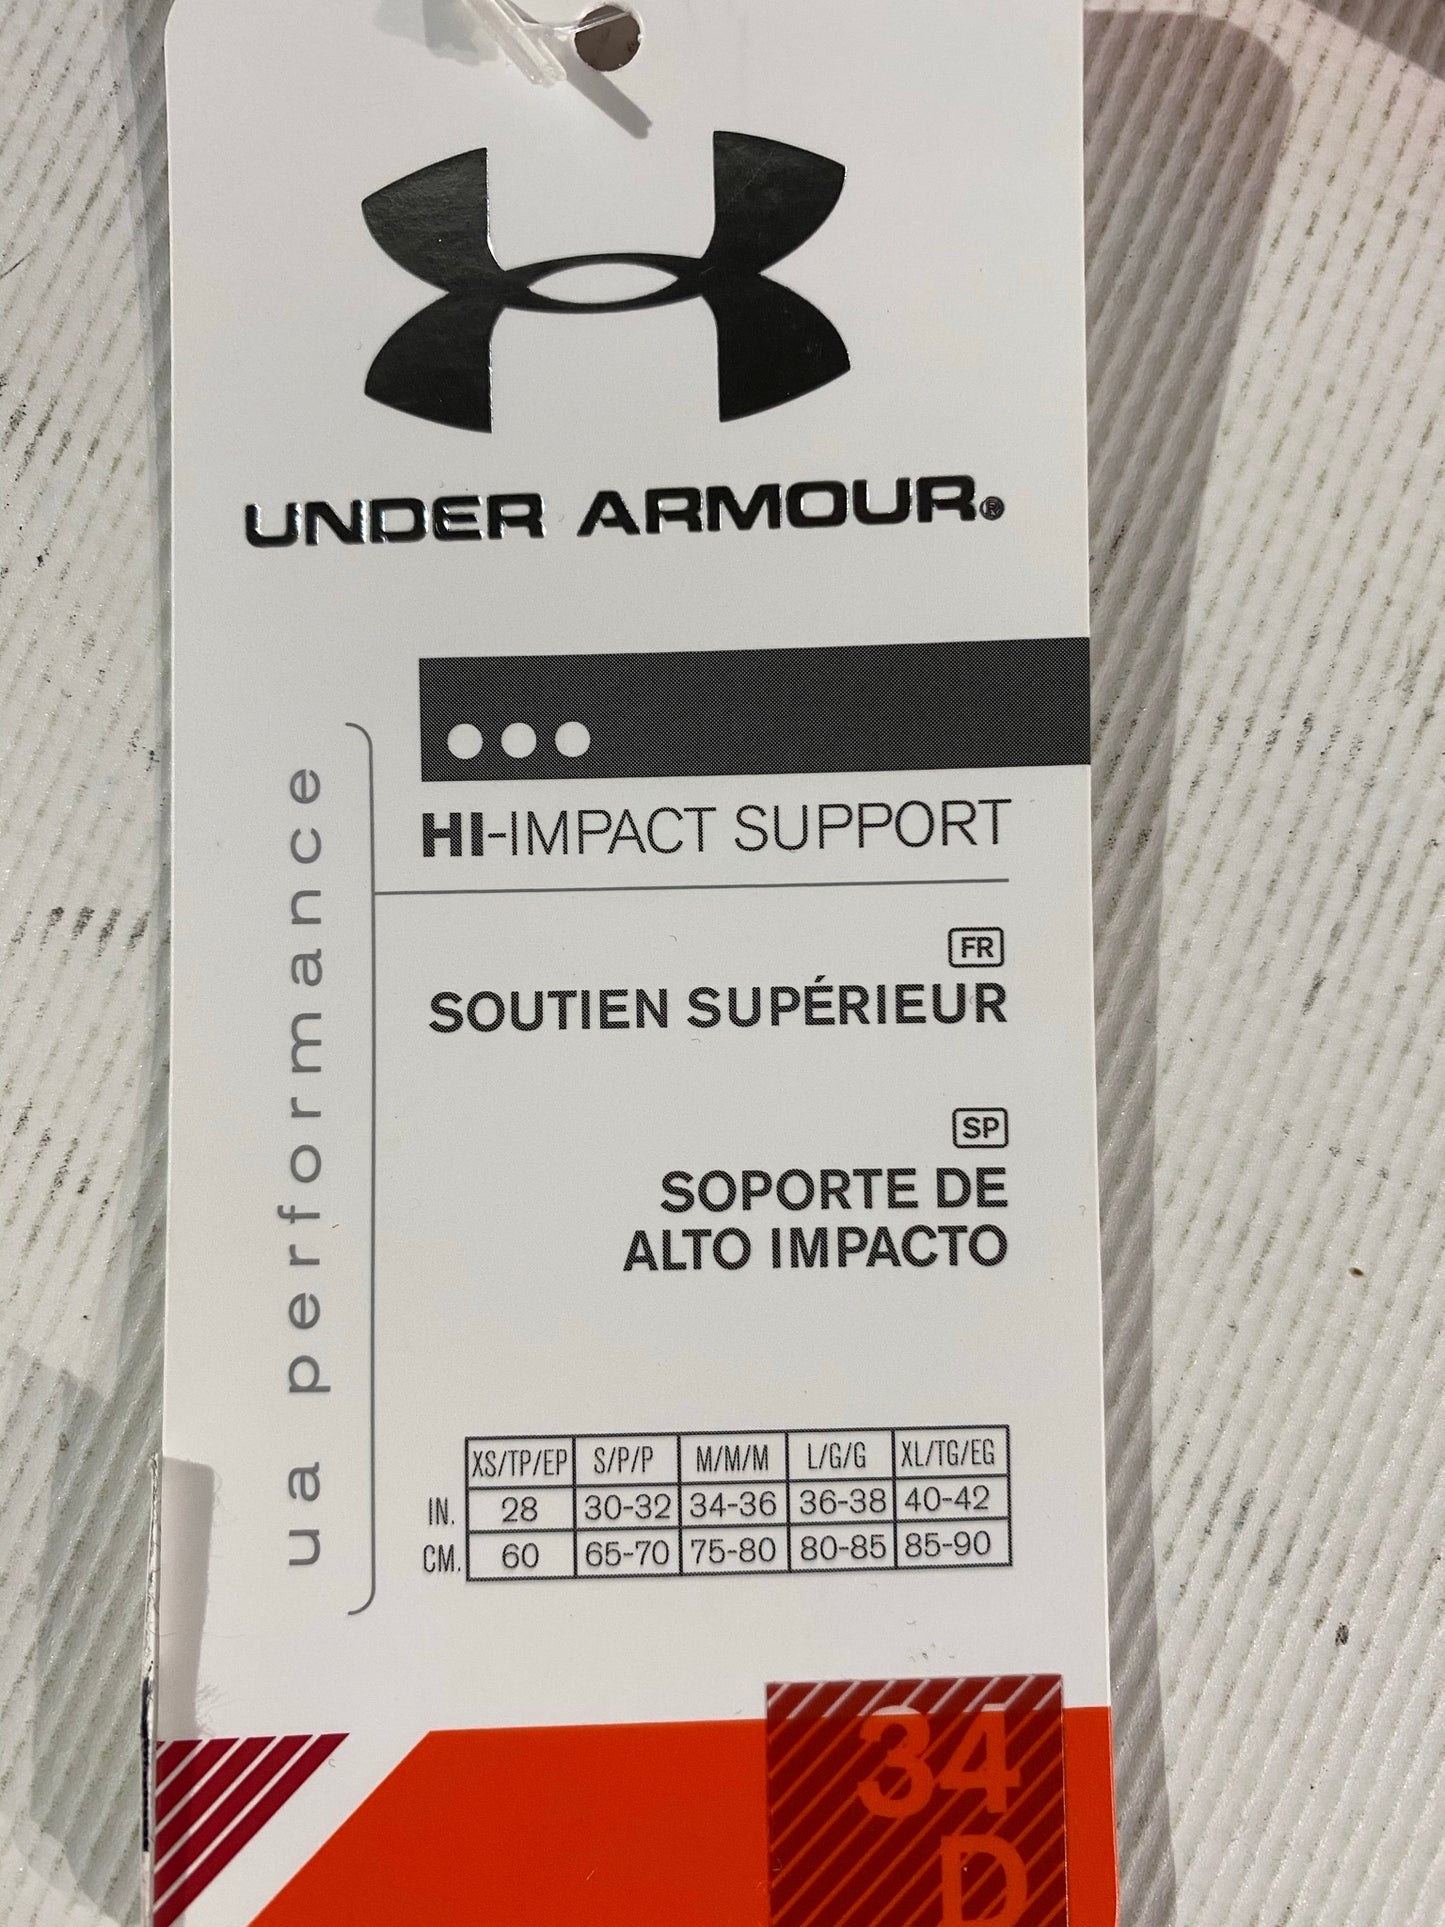 UNDER ARMOUR®
HI-IMPACT SUPPORT
ua performance
FR
SOUTIEN SUPÉRIEUR
SP
SOPORTE DE
ALTO IMPACTO
XS/TP/EP S/P/P M/M/M L/G/G XL/TG/EG
IN. 28 30-32 34-36 36-38 40-42
CM. 60 65-70 75-80 80-85 85-90
34
D